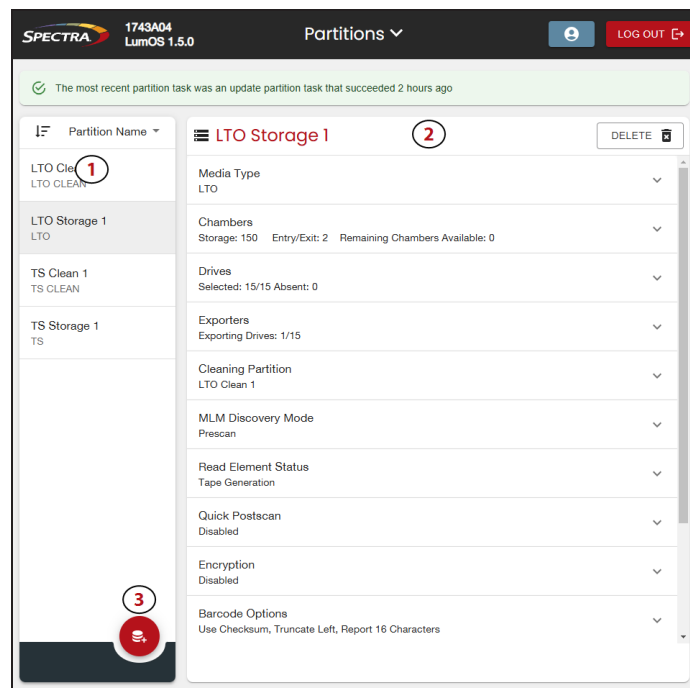 SPECTRA
1743A04
LumOS 1.5.0
Partitions
LOG OUT
The most recent partition task was an update partition task that succeeded 2 hours ago
Partition Name
LTO Cle
1
LTO CLEAN
LTO Storage 1
LTO
TS Clean 1
TS CLEAN
TS Storage 1
TS
3
LTO Storage 1
2
DELETE
Media Type
LTO
Chambers
Storage: 150 Entry/Exit: 2 Remaining Chambers Available: 0
Drives
Selected: 15/15 Absent: 0
Exporters
Exporting Drives: 1/15
Cleaning Partition
LTO Clean 1
MLM Discovery Mode
Prescan
Read Element Status
Tape Generation
Quick Postscan
Disabled
Encryption
Disabled
Barcode Options
Use Checksum, Truncate Left, Report 16 Characters